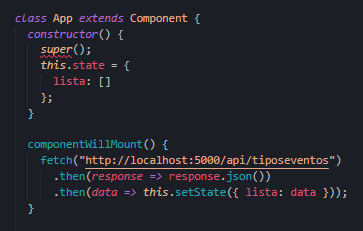 class App extends Component {
constructor() {
super();
this.state = {
lista: []
};
}
componentWillMount() {
fetch("http://localhost:5000/api/tiposeventos")
.then(response => response.json())
.then(data => this.setState({ lista: data }));
}